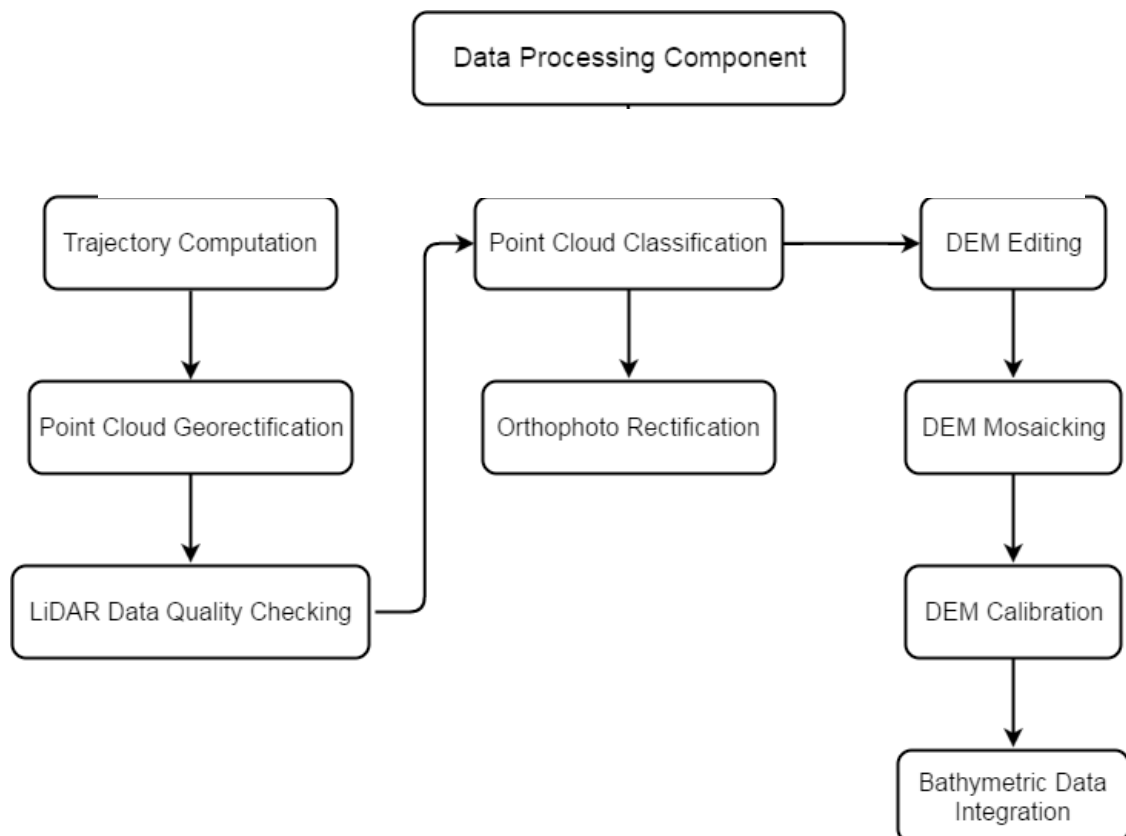 Data Processing Component
Trajectory Computation
Point Cloud Classification
DEM Editing
Point Cloud Georectification
Orthophoto Rectification
DEM Mosaicking
LiDAR Data Quality Checking
DEM Calibration
Bathymetric Data
Integration